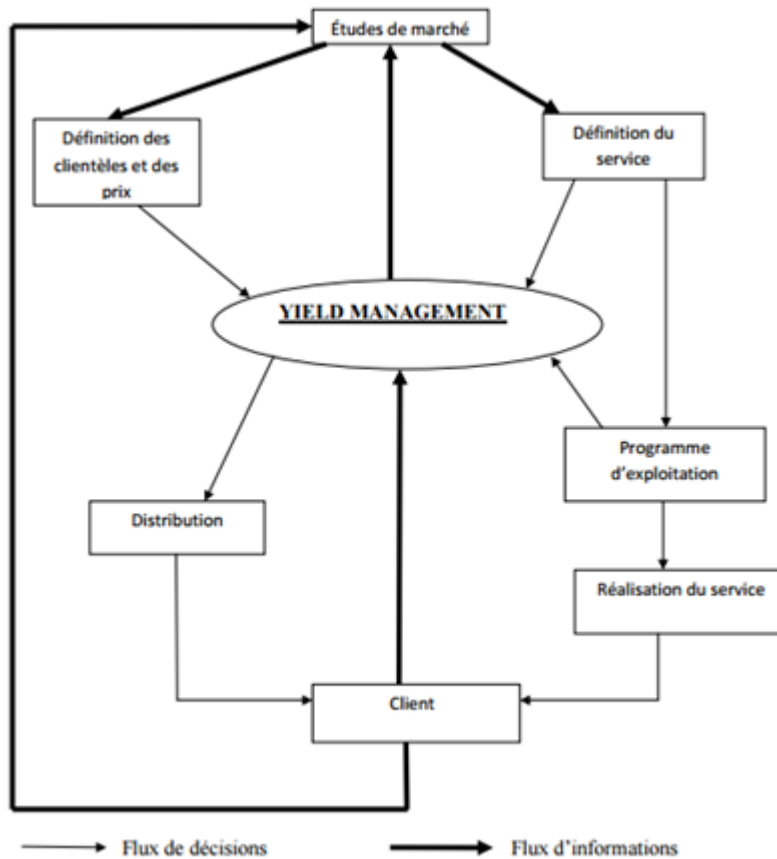 Études de marché
Définition des
clientèles et des
prix
Définition du
service
YIELD MANAGEMENT
Programme
d'exploitation
Distribution
Réalisation du service
Client
Flux de décisions
Flux d'informations